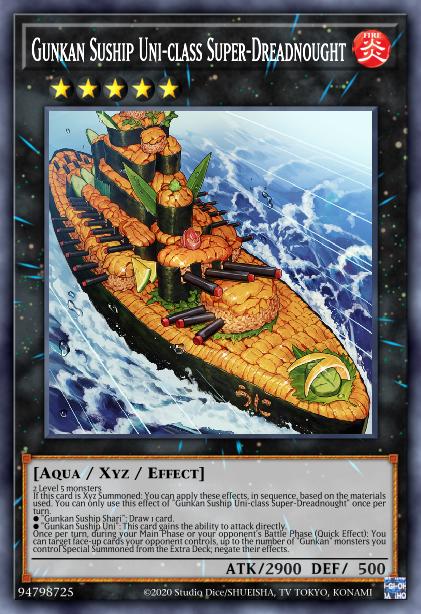 Gunkan Suship Uni-class Super-Dreadnought
FIRE
炎
うに
[Aqua / Xyz / Effect]
2 Level 5 monsters
If this card is Xyz Summoned: You can apply these effects, in sequence, based on the materials
used. You can only use this effect of "Gunkan Suship Uni-class Super-Dreadnought" once per
turn.
● "Gunkan Suship Shari": Draw 1 card.
● "Gunkan Suship Uni": This card gains the ability to attack directly.
Once per turn, during your Main Phase or your opponent's Battle Phase (Quick Effect): You
can target face-up cards your opponent controls, up to the number of "Gunkan" monsters you
control Special Summoned from the Extra Deck; negate their effects.
ATK/2900 DEF/ 500
94798725
©2020 Studio Dice/SHUEISHA, TV TOKYO, KONAMI